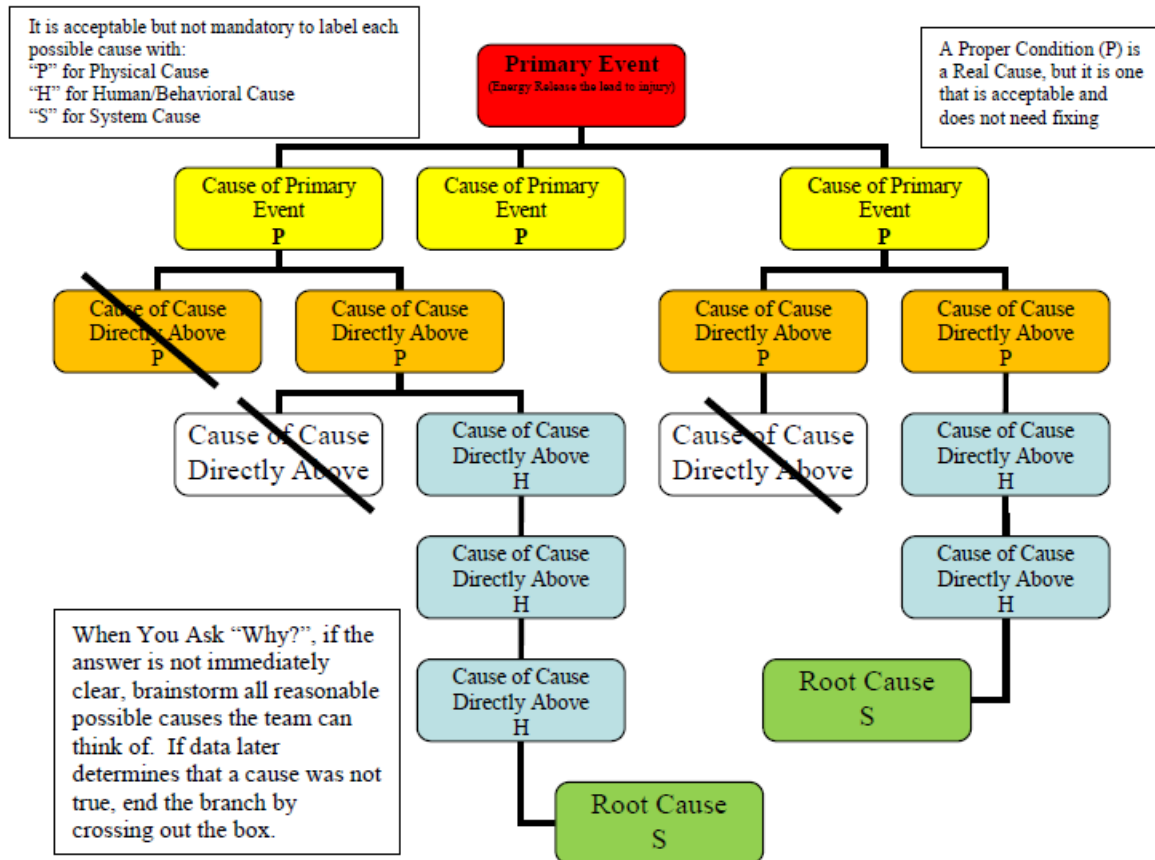 It is acceptable but not mandatory to label each
possible cause with:
“P” for Physical Cause
“H” for Human/Behavioral Cause
“S” for System Cause
Primary Event
(Energy Release the lead to injury)
A Proper Condition (P) is
a Real Cause, but it is one
that is acceptable and
does not need fixing
Cause of Primary
Event
P
Cause of Primary
Event
P
Cause of Primary
Event
P
Cause of Cause
Directly Above
P
Cause of Cause
Directly Above
P
Cause of Cause
Directly Above
P
Cause of Cause
Directly Above
P
Cause of Cause
Directly Above
Cause of Cause
Directly Above
H
Cause of Cause
Directly Above
Cause of Cause
Directly Above
H
Cause of Cause
Directly Above
H
Cause of Cause
Directly Above
H
When You Ask “Why?”, if the
answer is not immediately
clear, brainstorm all reasonable
possible causes the team can
think of.  If data later
determines that a cause was not
true, end the branch by
crossing out the box.
Cause of Cause
Directly Above
H
Root Cause
S
Root Cause
S